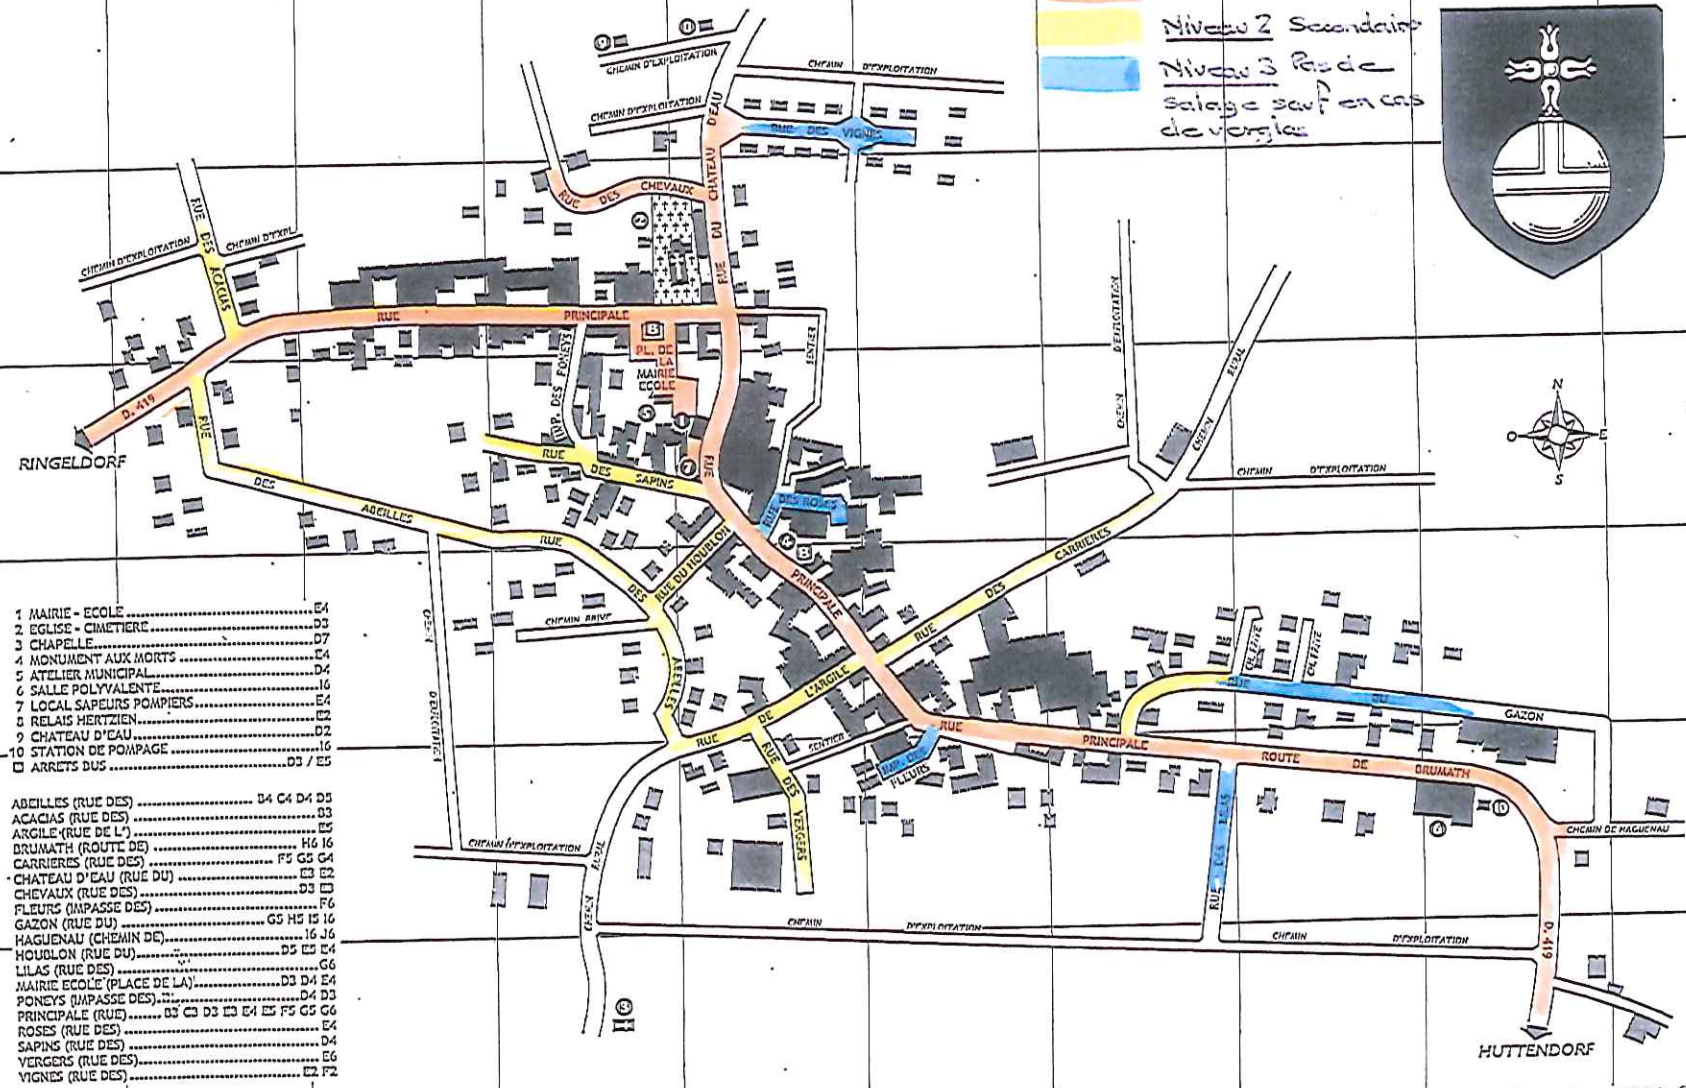 Niveau 2 Secondaire
Niveau 3 Pas de
salage sauf en cas
de verglas
CHEMIN D'EXPLOITATION
CHEMIN D'EXPLOITATION
CHEMIN D'EXPLOITATION
RUE DES VIGNES
RUE DU CHATEAU D'EAU
RUE DES CHEVAUX
RUE DES ACACIAS
CHEMIN D'EXPLOITATION
CHEMIN D'EXPL.
RUE PRINCIPALE
B
PL. DE
LA
MAIRIE
ECOLE
IMP. DES PONEYS
SENTIER
CHEMIN D'EXPLOITATION
CHEMIN RURAL
D. 419
RINGELDORF
N
O
E
S
RUE DES SAPINS
RUE DES ROSES
CHEMIN D'EXPLOITATION
RUE DES ABEILLES
RUE DES ABEILLES
RUE DU HOUBLON
RUE PRINCIPALE
RUE DES CARRIERES
CHEMIN PRIVE
CHEMIN D'EXPLOITATION
RUE DE L'ARGILE
SENTIER
RUE DES VERGERS
IMP. DES
FLEURS
RUE PRINCIPALE
CH. PRIVE
CH. PRIVE
RUE DU GAZON
ROUTE DE BRUMATH
RUE DES LILAS
CHEMIN DE HAGUENAU
CHEMIN D'EXPLOITATION
CHEMIN RURAL
CHEMIN D'EXPLOITATION
CHEMIN D'EXPLOITATION
D. 419
HUTTENDORF
1 MAIRIE - ECOLE E4
2 EGLISE - CIMETIERE D3
3 CHAPELLE D7
4 MONUMENT AUX MORTS E4
5 ATELIER MUNICIPAL D4
6 SALLE POLYVALENTE I6
7 LOCAL SAPEURS POMPIERS E4
8 RELAIS HERTZIEN E2
9 CHATEAU D'EAU D2
10 STATION DE POMPAGE I6
ARRETS BUS D3 / E5
ABEILLES (RUE DES) B4 C4 D4 D5
ACACIAS (RUE DES) B3
ARGILE (RUE DE L') E5
BRUMATH (ROUTE DE) H6 I6
CARRIERES (RUE DES) F5 G5 G4
CHATEAU D'EAU (RUE DU) E3 E2
CHEVAUX (RUE DES) D3 E3
FLEURS (IMPASSE DES) F6
GAZON (RUE DU) G5 H5 I5 I6
HAGUENAU (CHEMIN DE) I6 J6
HOUBLON (RUE DU) D5 E5 E4
LILAS (RUE DES) G6
MAIRIE ECOLE (PLACE DE LA) D3 D4 E4
PONEYS (IMPASSE DES) D4 D3
PRINCIPALE (RUE) B3 C3 D3 E3 E4 E5 F5 G5 G6
ROSES (RUE DES) E4
SAPINS (RUE DES) D4
VERGERS (RUE DES) E6
VIGNES (RUE DES) E2 F2